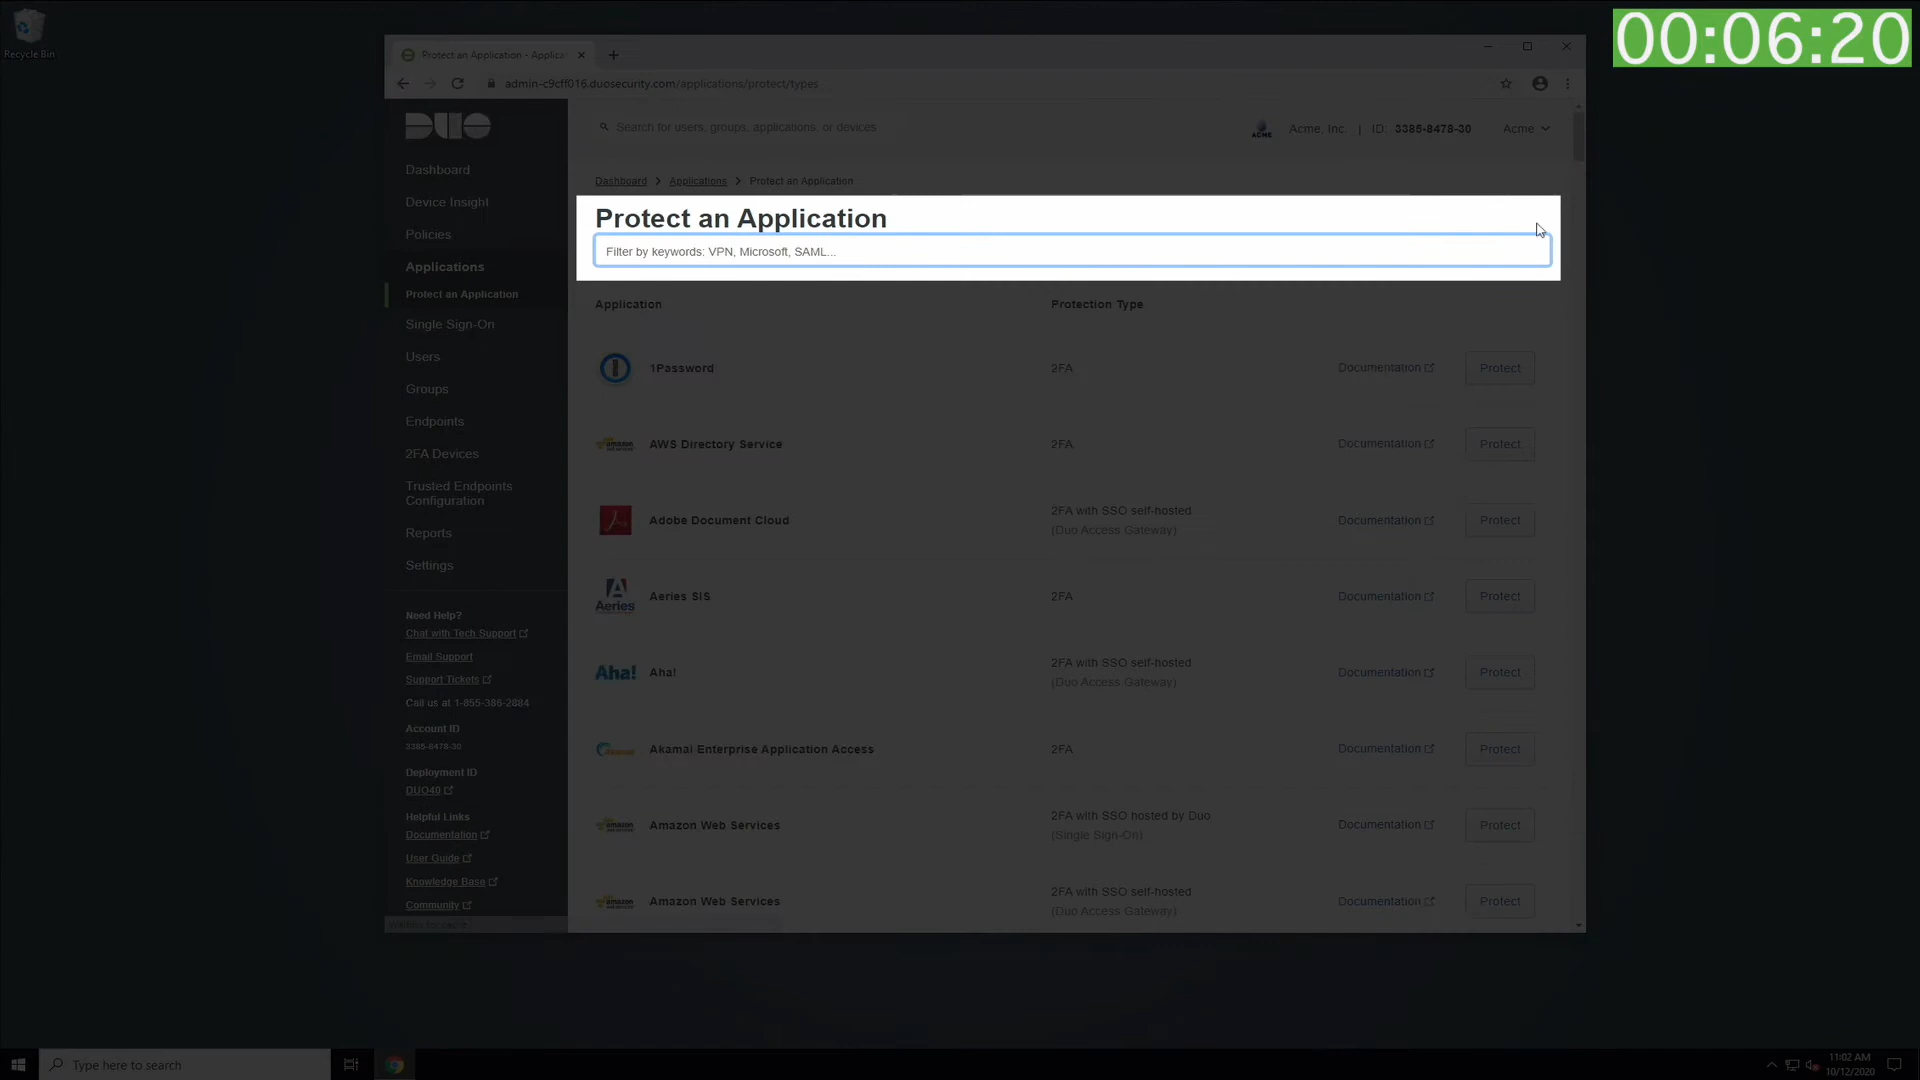 00:06:20
Recycle Bin
Protect an Application - Applica
admin-c9cff016.duosecurity.com/applications/protect/types
DUO
Search for users, groups, applications, or devices
ACME
Acme, Inc. | ID: 3385-8478-30
Acme
Dashboard
Device Insight
Policies
Applications
Protect an Application
Single Sign-On
Users
Groups
Endpoints
2FA Devices
Trusted Endpoints
Configuration
Reports
Settings
Need Help?
Chat with Tech Support
Email Support
Support Tickets
Call us at 1-855-386-2884
Account ID
3385-8478-30
Deployment ID
DUO40
Helpful Links
Documentation
User Guide
Knowledge Base
Community
Waiting for cache...
Dashboard > Applications > Protect an Application
Protect an Application
Filter by keywords: VPN, Microsoft, SAML...
Application Protection Type
1Password 2FA Documentation Protect
amazon
AWS Directory Service 2FA Documentation Protect
Adobe Document Cloud 2FA with SSO self-hosted Documentation Protect
(Duo Access Gateway)
Aeries
Aeries SIS 2FA Documentation Protect
Aha!
Aha! 2FA with SSO self-hosted Documentation Protect
(Duo Access Gateway)
Akamai Enterprise Application Access 2FA Documentation Protect
amazon
Amazon Web Services 2FA with SSO hosted by Duo Documentation Protect
(Single Sign-On)
amazon
Amazon Web Services 2FA with SSO self-hosted Documentation Protect
(Duo Access Gateway)
Type here to search
11:02 AM
10/12/2020